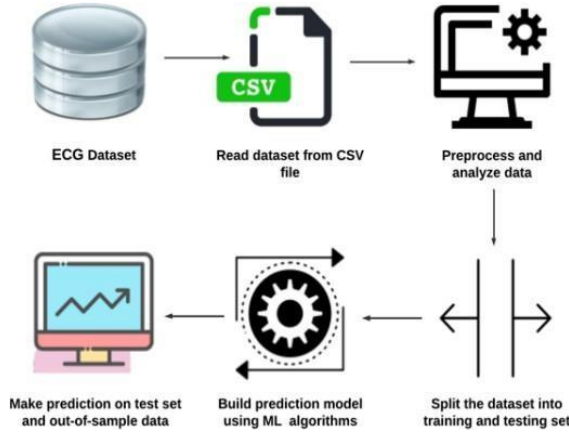 CSV
ECG Dataset
Read dataset from CSV
file
Preprocess and
analyze data
Make prediction on test set
and out-of-sample data
Build prediction model
using ML algorithms
Split the dataset into
training and testing set